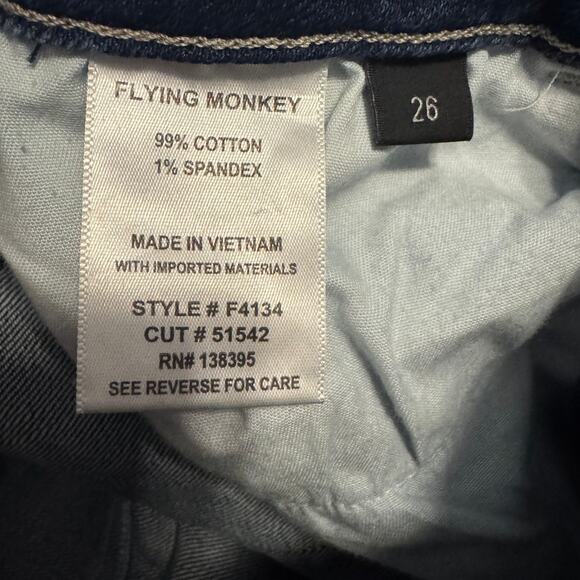 FLYING MONKEY
99% COTTON
1% SPANDEX
MADE IN VIETNAM
WITH IMPORTED MATERIALS
STYLE # F4134
CUT # 51542
RN# 138395
SEE REVERSE FOR CARE
26